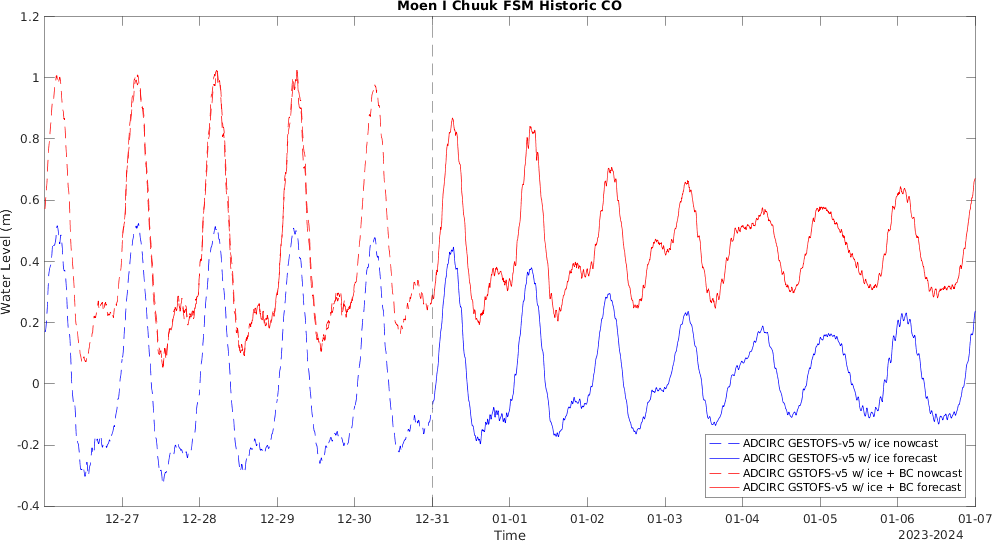 Moen I Chuuk FSM Historic CO
1.2
1
0.8
0.6
0.4
0.2
0
-0.2
-0.4
Water Level (m)
12-27 12-28 12-29 12-30 12-31 01-01 01-02 01-03 01-04 01-05 01-06 01-07
Time
2023-2024
ADCIRC GESTOFS-v5 w/ ice nowcast
ADCIRC GESTOFS-v5 w/ ice forecast
ADCIRC GSTOFS-v5 w/ ice + BC nowcast
ADCIRC GSTOFS-v5 w/ ice + BC forecast